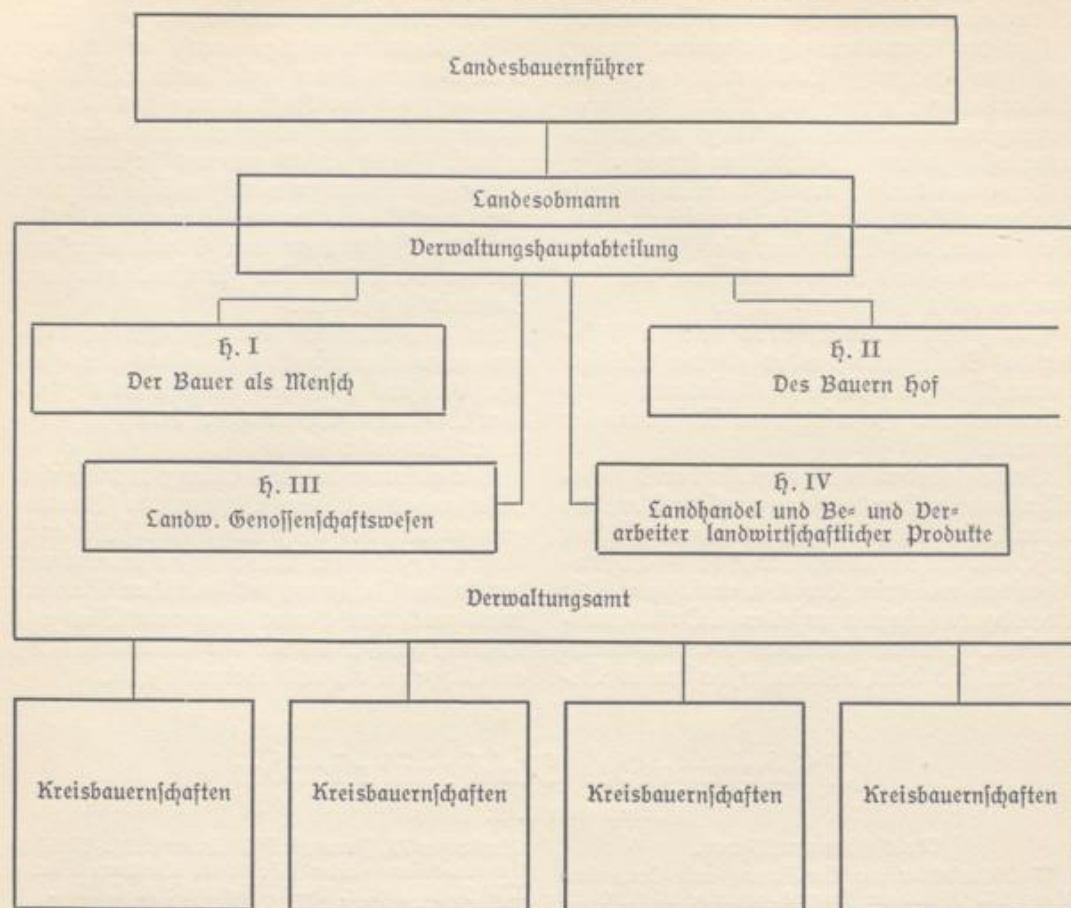 Landesbauernführer
Landesobmann
Verwaltungshauptabteilung
H. I
Der Bauer als Mensch
H. II
Des Bauern Hof
H. III
Landw. Genossenschaftswesen
H. IV
Landhandel und Be= und Ver=
arbeiter landwirtschaftlicher Produkte
Verwaltungsamt
Kreisbauernschaften
Kreisbauernschaften
Kreisbauernschaften
Kreisbauernschaften